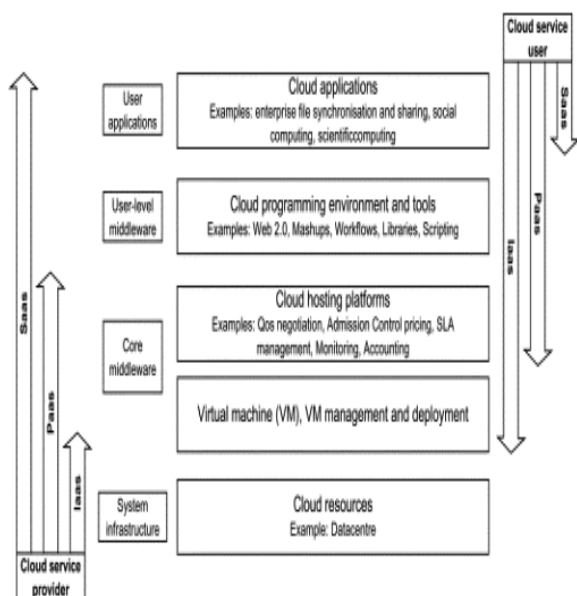 Cloud service
user
User
applications
Cloud applications
Examples: enterprise file synchronisation and sharing, social
computing, scientificcomputing
Saas
User-level
middleware
Cloud programming environment and tools
Examples: Web 2.0, Mashups, Workflows, Libraries, Scripting
Paas
Iaas
Core
middleware
Cloud hosting platforms
Examples: Qos negotiation, Admission Control pricing, SLA
management, Monitoring, Accounting
Virtual machine (VM), VM management and deployment
Saas
Paas
Iaas
System
infrastructure
Cloud resources
Example: Datacentre
Cloud service
provider